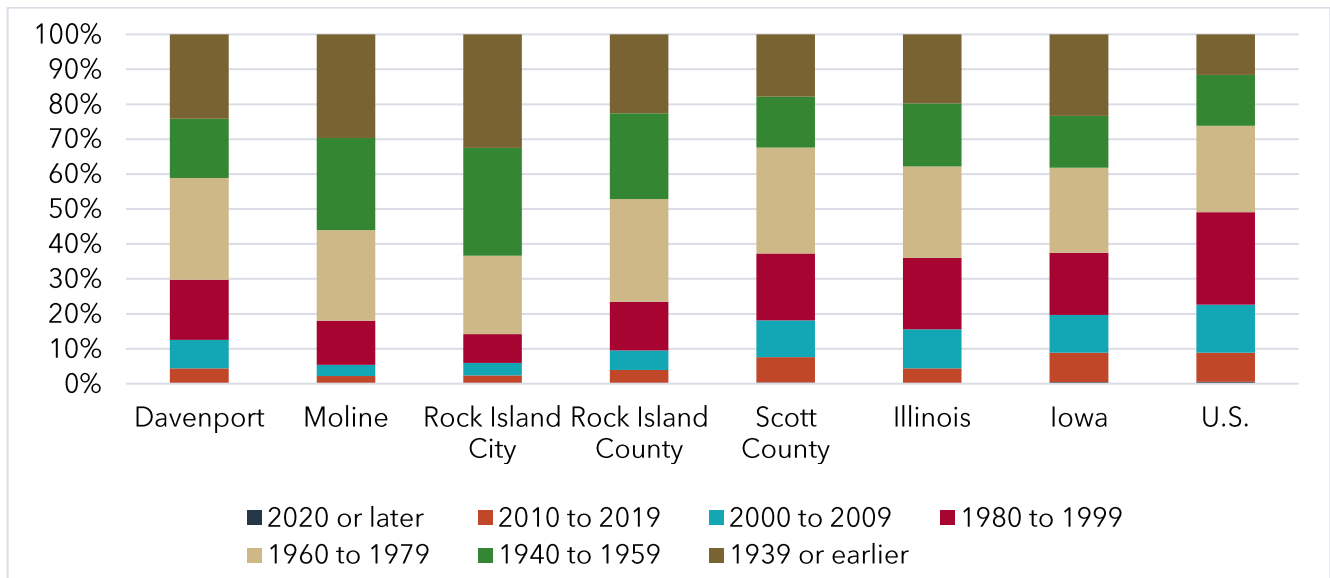 100%
90%
80%
70%
60%
50%
40%
30%
20%
10%
0%
Davenport Moline Rock Island Rock Island Scott Illinois Iowa U.S.
City County County
2020 or later 2010 to 2019 2000 to 2009 1980 to 1999
1960 to 1979 1940 to 1959 1939 or earlier